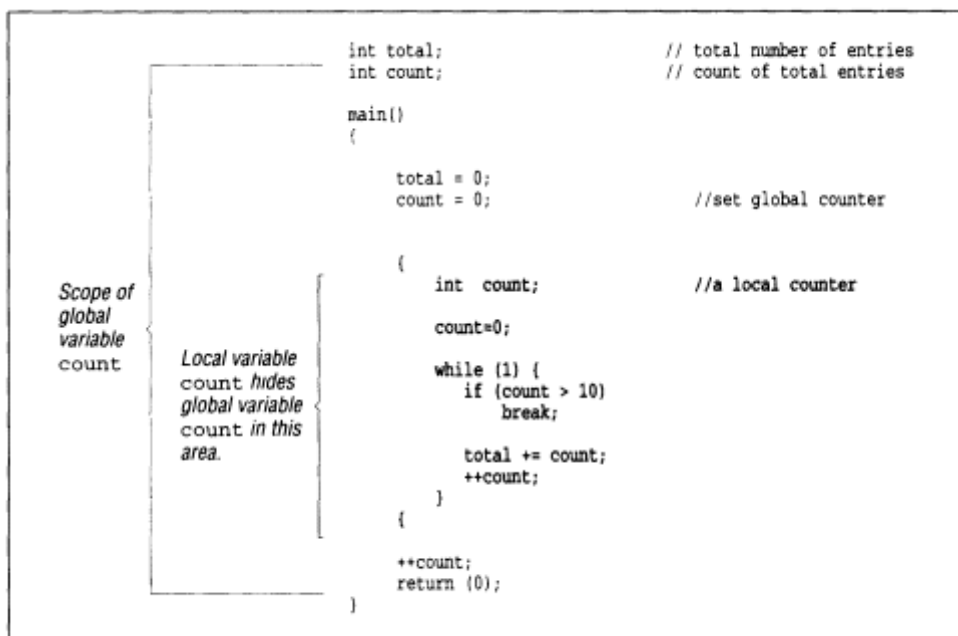 int total; // total number of entries
int count; // count of total entries
main()
{
total = 0;
count = 0; //set global counter
{
int count; //a local counter
count=0;
while (1) {
if (count > 10)
break;
total += count;
++count;
}
{
++count;
return (0);
}
Scope of
global
variable
count
Local variable
count hides
global variable
count in this
area.